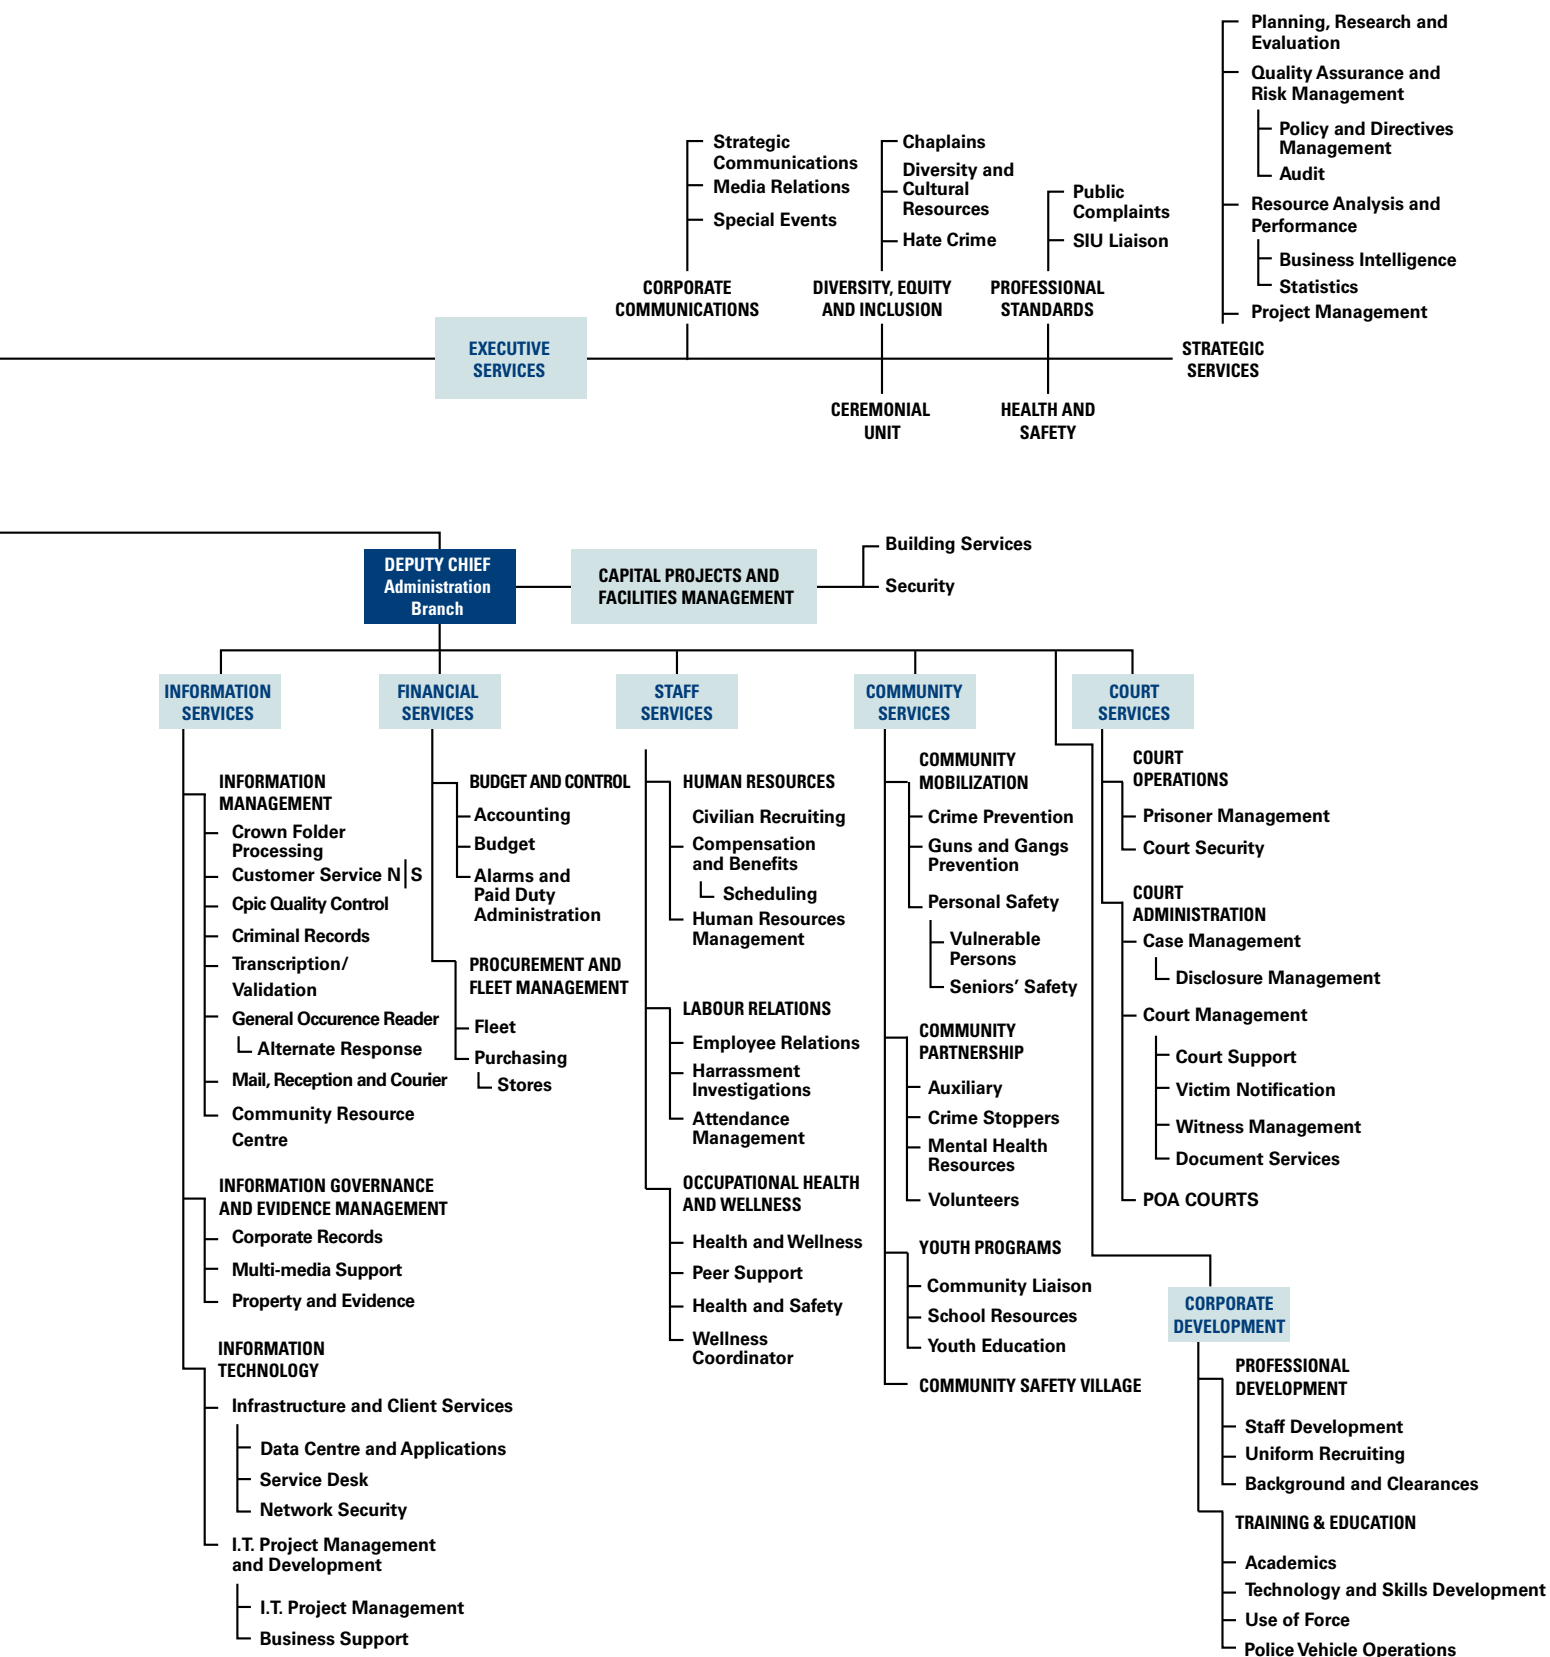 Planning, Research and
Evaluation
Quality Assurance and
Risk Management
Policy and Directives
Management
Audit
Resource Analysis and
Performance
Business Intelligence
Statistics
Project Management
STRATEGIC
SERVICES
Strategic
Communications
Media Relations
Special Events
CORPORATE
COMMUNICATIONS
Chaplains
Diversity and
Cultural
Resources
Hate Crime
DIVERSITY, EQUITY
AND INCLUSION
Public
Complaints
SIU Liaison
PROFESSIONAL
STANDARDS
EXECUTIVE
SERVICES
CEREMONIAL
UNIT
HEALTH AND
SAFETY
DEPUTY CHIEF
Administration
Branch
CAPITAL PROJECTS AND
FACILITIES MANAGEMENT
Building Services
Security
INFORMATION
SERVICES
INFORMATION
MANAGEMENT
Crown Folder
Processing
Customer Service N|S
Cpic Quality Control
Criminal Records
Transcription/
Validation
General Occurence Reader
Alternate Response
Mail, Reception and Courier
Community Resource
Centre
INFORMATION GOVERNANCE
AND EVIDENCE MANAGEMENT
Corporate Records
Multi-media Support
Property and Evidence
INFORMATION
TECHNOLOGY
Infrastructure and Client Services
Data Centre and Applications
Service Desk
Network Security
I.T. Project Management
and Development
I.T. Project Management
Business Support
FINANCIAL
SERVICES
BUDGET AND CONTROL
Accounting
Budget
Alarms and
Paid Duty
Administration
PROCUREMENT AND
FLEET MANAGEMENT
Fleet
Purchasing
Stores
STAFF
SERVICES
HUMAN RESOURCES
Civilian Recruiting
Compensation
and Benefits
Scheduling
Human Resources
Management
LABOUR RELATIONS
Employee Relations
Harrassment
Investigations
Attendance
Management
OCCUPATIONAL HEALTH
AND WELLNESS
Health and Wellness
Peer Support
Health and Safety
Wellness
Coordinator
COMMUNITY
SERVICES
COMMUNITY
MOBILIZATION
Crime Prevention
Guns and Gangs
Prevention
Personal Safety
Vulnerable
Persons
Seniors’ Safety
COMMUNITY
PARTNERSHIP
Auxiliary
Crime Stoppers
Mental Health
Resources
Volunteers
YOUTH PROGRAMS
Community Liaison
School Resources
Youth Education
COMMUNITY SAFETY VILLAGE
COURT
SERVICES
COURT
OPERATIONS
Prisoner Management
Court Security
COURT
ADMINISTRATION
Case Management
Disclosure Management
Court Management
Court Support
Victim Notification
Witness Management
Document Services
POA COURTS
CORPORATE
DEVELOPMENT
PROFESSIONAL
DEVELOPMENT
Staff Development
Uniform Recruiting
Background and Clearances
TRAINING & EDUCATION
Academics
Technology and Skills Development
Use of Force
Police Vehicle Operations